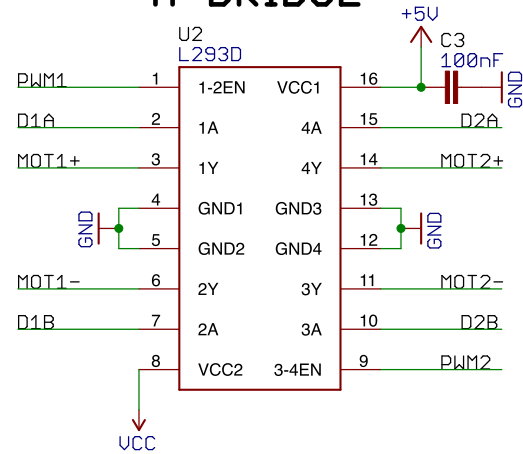 H-BRIDGE
+5V
U2
L293D
C3
100nF
GND
PWM1 1 1-2EN VCC1 16
D1A 2 1A 4A 15 D2A
MOT1+ 3 1Y 4Y 14 MOT2+
4 GND1 GND3 13
GND GND
5 GND2 GND4 12
MOT1- 6 2Y 3Y 11 MOT2-
D1B 7 2A 3A 10 D2B
8 VCC2 3-4EN 9 PWM2
VCC